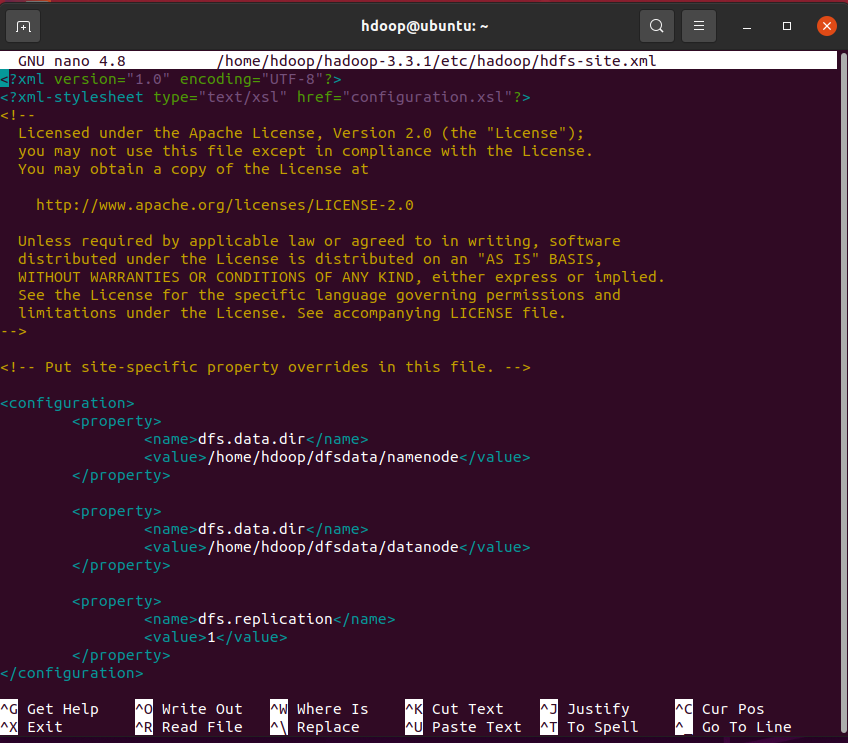 hdoop@ubuntu: ~
GNU nano 4.8 /home/hdoop/hadoop-3.3.1/etc/hadoop/hdfs-site.xml
<?xml version="1.0" encoding="UTF-8"?>
<?xml-stylesheet type="text/xsl" href="configuration.xsl"?>
<!--
  Licensed under the Apache License, Version 2.0 (the "License");
  you may not use this file except in compliance with the License.
  You may obtain a copy of the License at

    http://www.apache.org/licenses/LICENSE-2.0

  Unless required by applicable law or agreed to in writing, software
  distributed under the License is distributed on an "AS IS" BASIS,
  WITHOUT WARRANTIES OR CONDITIONS OF ANY KIND, either express or implied.
  See the License for the specific language governing permissions and
  limitations under the License. See accompanying LICENSE file.
-->

<!-- Put site-specific property overrides in this file. -->

<configuration>
        <property>
                <name>dfs.data.dir</name>
                <value>/home/hdoop/dfsdata/namenode</value>
        </property>

        <property>
                <name>dfs.data.dir</name>
                <value>/home/hdoop/dfsdata/datanode</value>
        </property>

        <property>
                <name>dfs.replication</name>
                <value>1</value>
        </property>
</configuration>

^G Get Help ^O Write Out ^W Where Is ^K Cut Text ^J Justify ^C Cur Pos
^X Exit ^R Read File ^\ Replace ^U Paste Text ^T To Spell ^_ Go To Line